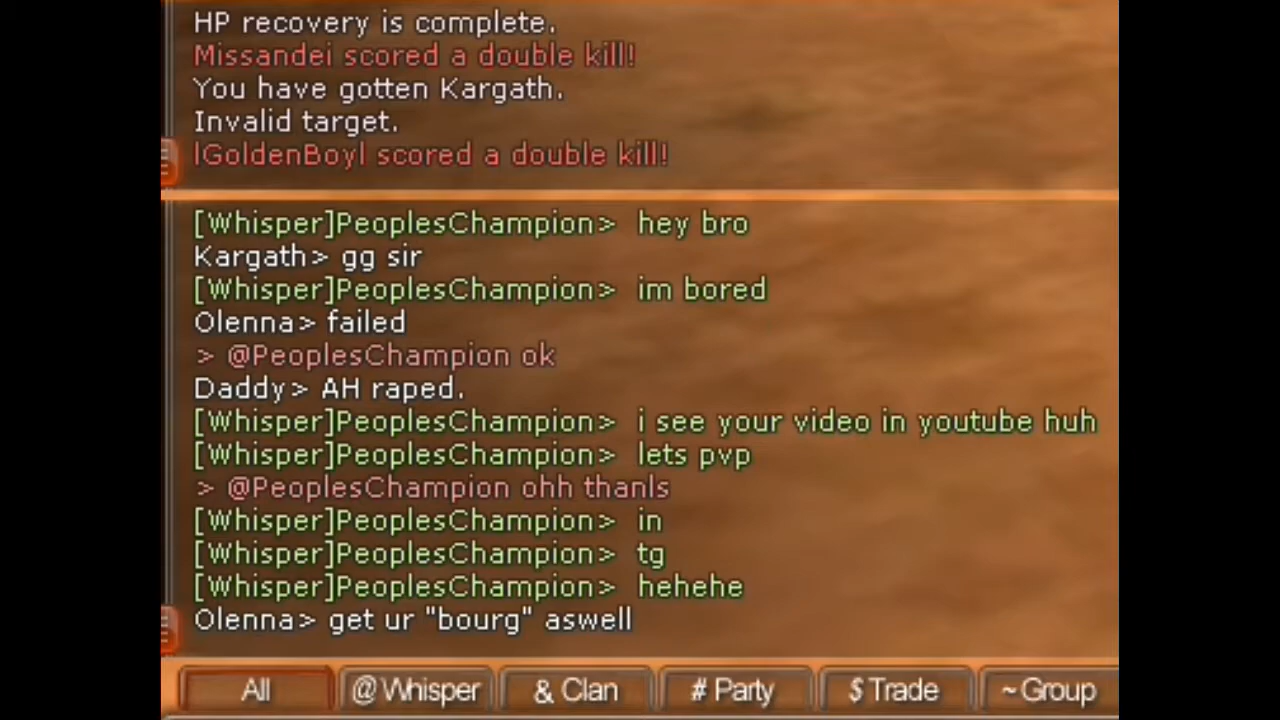 HP recovery is complete.
Missandei scored a double kill!
You have gotten Kargath.
Invalid target.
lGoldenBoyl scored a double kill!
[Whisper]PeoplesChampion> hey bro
Kargath> gg sir
[Whisper]PeoplesChampion> im bored
Olenna> failed
> @PeoplesChampion ok
Daddy> AH raped.
[Whisper]PeoplesChampion> i see your video in youtube huh
[Whisper]PeoplesChampion> lets pvp
> @PeoplesChampion ohh thanls
[Whisper]PeoplesChampion> in
[Whisper]PeoplesChampion> tg
[Whisper]PeoplesChampion> hehehe
Olenna> get ur "bourg" aswell
All @Whisper & Clan # Party $ Trade ~Group